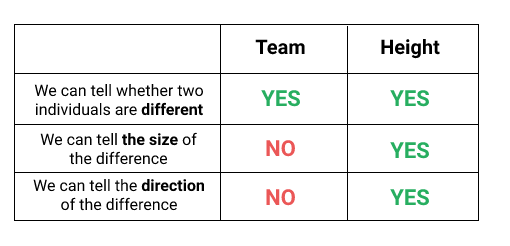 Team Height
We can tell whether two
individuals are different
YES YES
We can tell the size of
the difference
NO YES
We can tell the direction
of the difference
NO YES